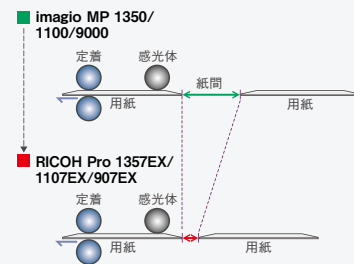 imagio MP 1350/
1100/9000
定着
感光体
紙間
用紙
用紙
RICOH Pro 1357EX/
1107EX/907EX
定着
感光体
用紙
用紙